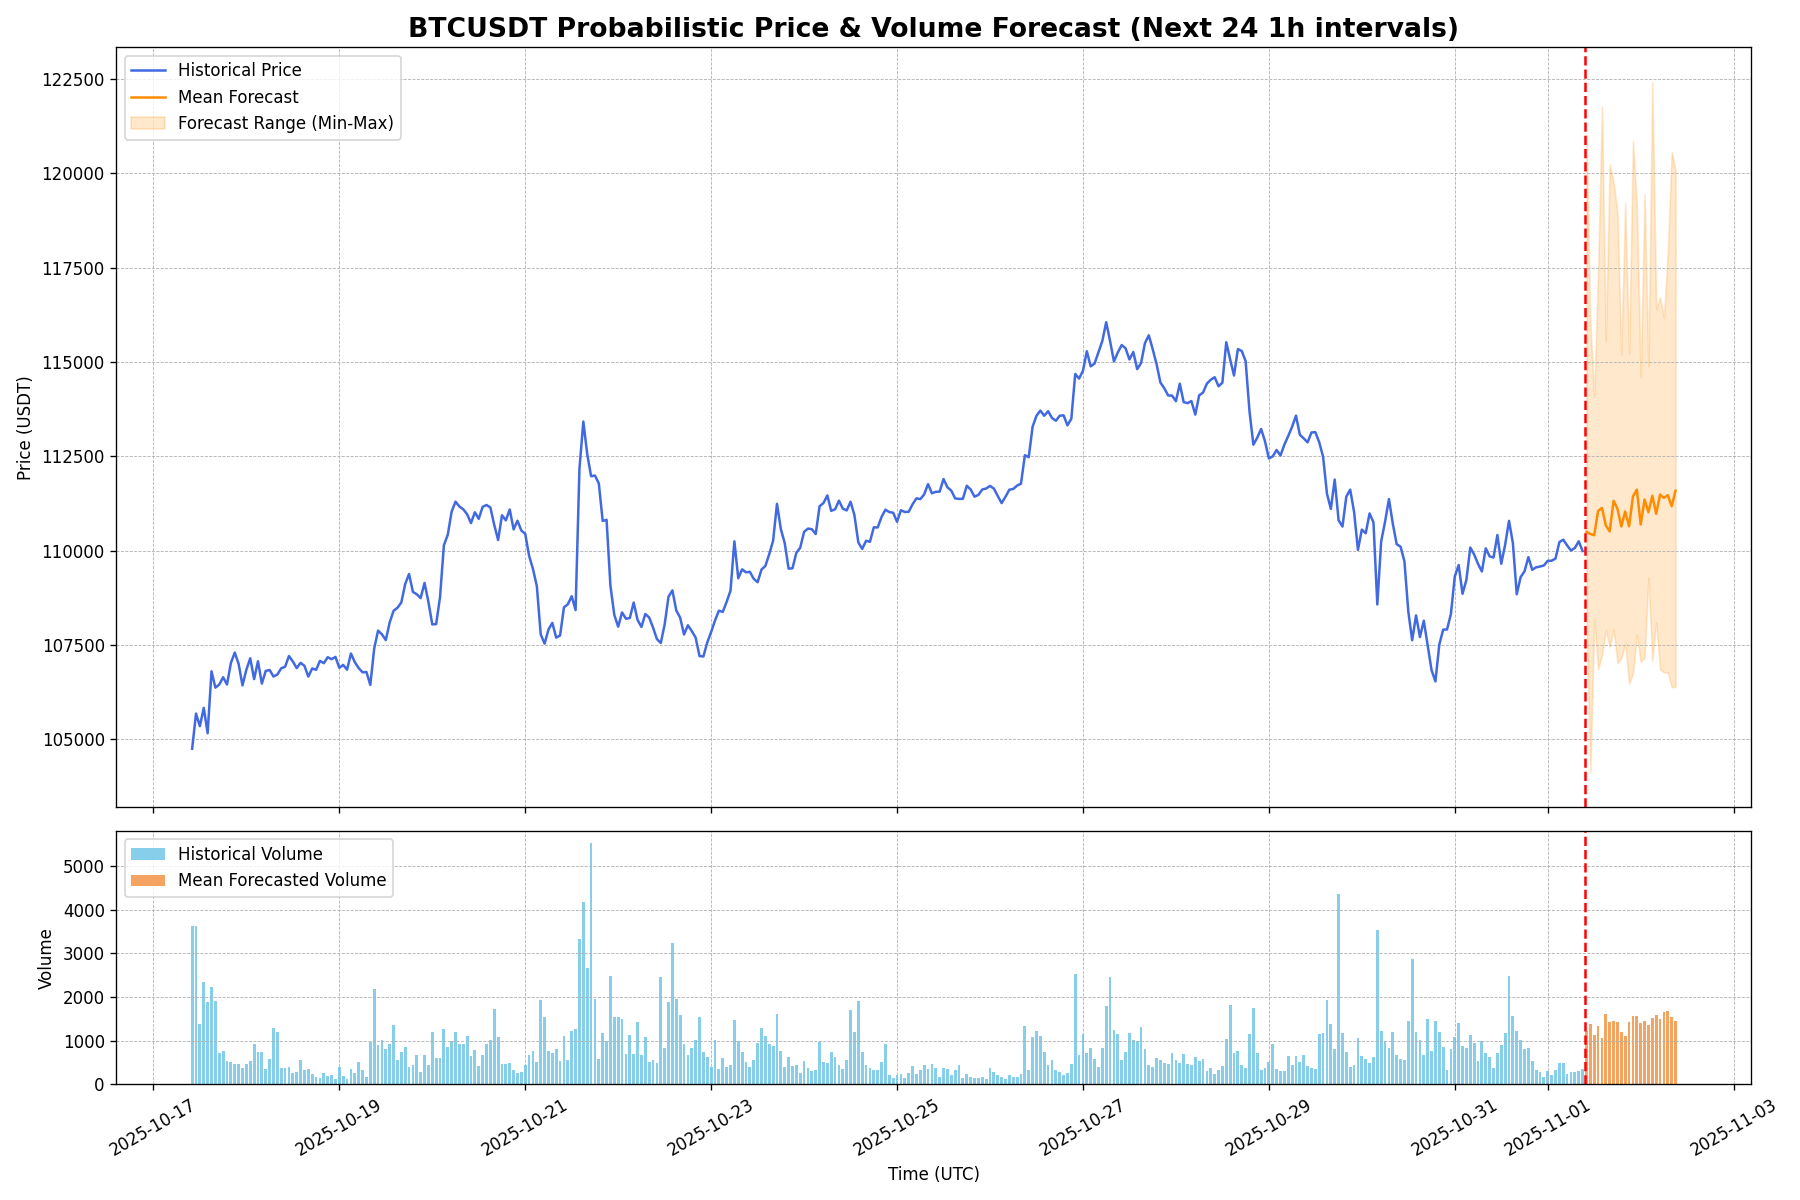 BTCUSDT Probabilistic Price & Volume Forecast (Next 24 1h intervals)
Historical Price
Mean Forecast
Forecast Range (Min-Max)
122500
120000
117500
115000
112500
110000
107500
105000
Price (USDT)
Historical Volume
Mean Forecasted Volume
5000
4000
3000
2000
1000
0
Volume
2025-10-17
2025-10-19
2025-10-21
2025-10-23
2025-10-25
2025-10-27
2025-10-29
2025-10-31
2025-11-01
2025-11-03
Time (UTC)